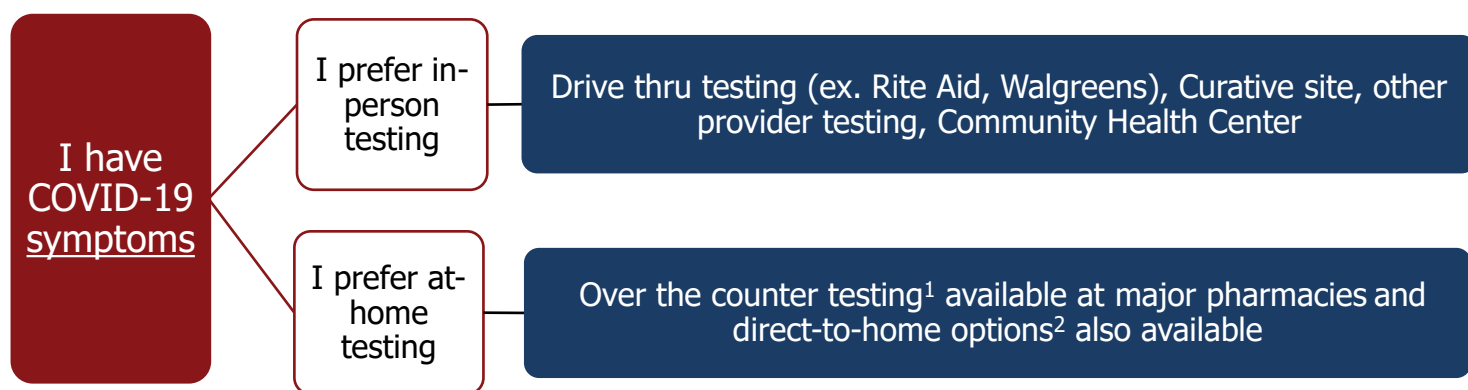 I have
COVID-19
symptoms
I prefer in-
person
testing
Drive thru testing (ex. Rite Aid, Walgreens), Curative site, other
provider testing, Community Health Center
I prefer at-
home
testing
Over the counter testing¹ available at major pharmacies and
direct-to-home options² also available